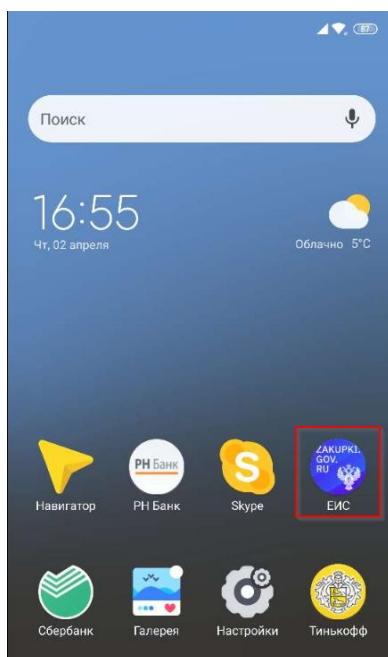 87
Поиск
16:55
Чт, 02 апреля
Облачно 5°C
ZAKUPKI.
GOV.
RU
РН Банк
S
Навигатор
РН Банк
Skype
ЕИС
Сбербанк
Галерея
Настройки
Тинькофф